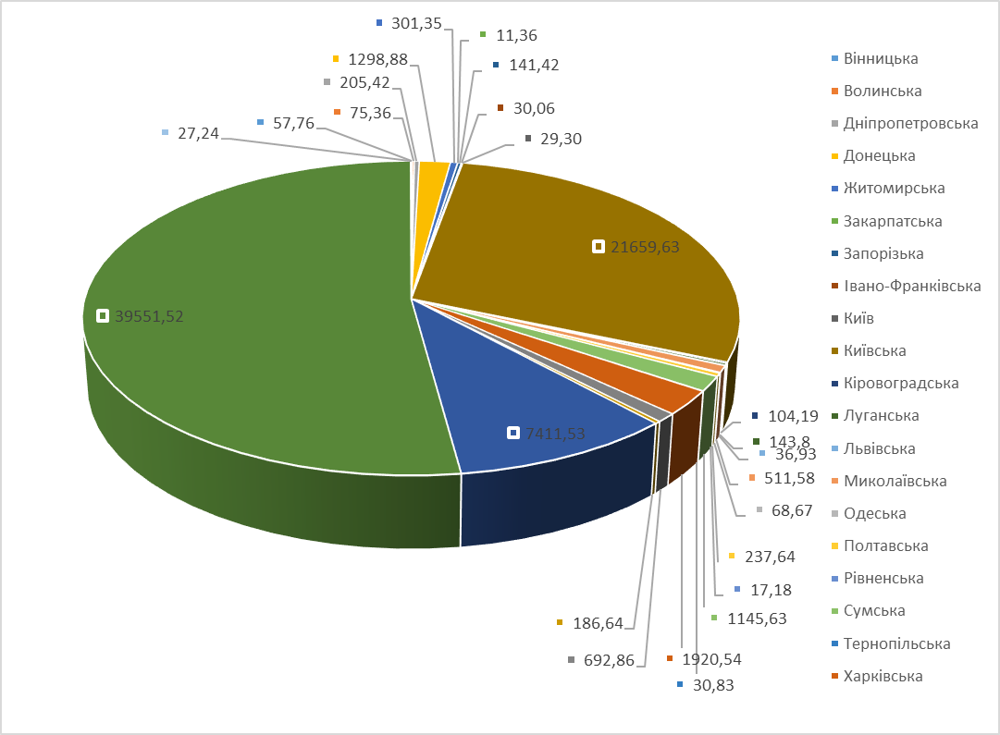 301,35
11,36
1298,88
141,42
205,42
30,06
75,36
57,76
27,24
29,30
21659,63
39551,52
7411,53
104,19
143,8
36,93
511,58
68,67
237,64
17,18
1145,63
186,64
692,86
1920,54
30,83
Вінницька
Волинська
Дніпропетровська
Донецька
Житомирська
Закарпатська
Запорізька
Івано-Франківська
Київ
Київська
Кіровоградська
Луганська
Львівська
Миколаївська
Одеська
Полтавська
Рівненська
Сумська
Тернопільська
Харківська